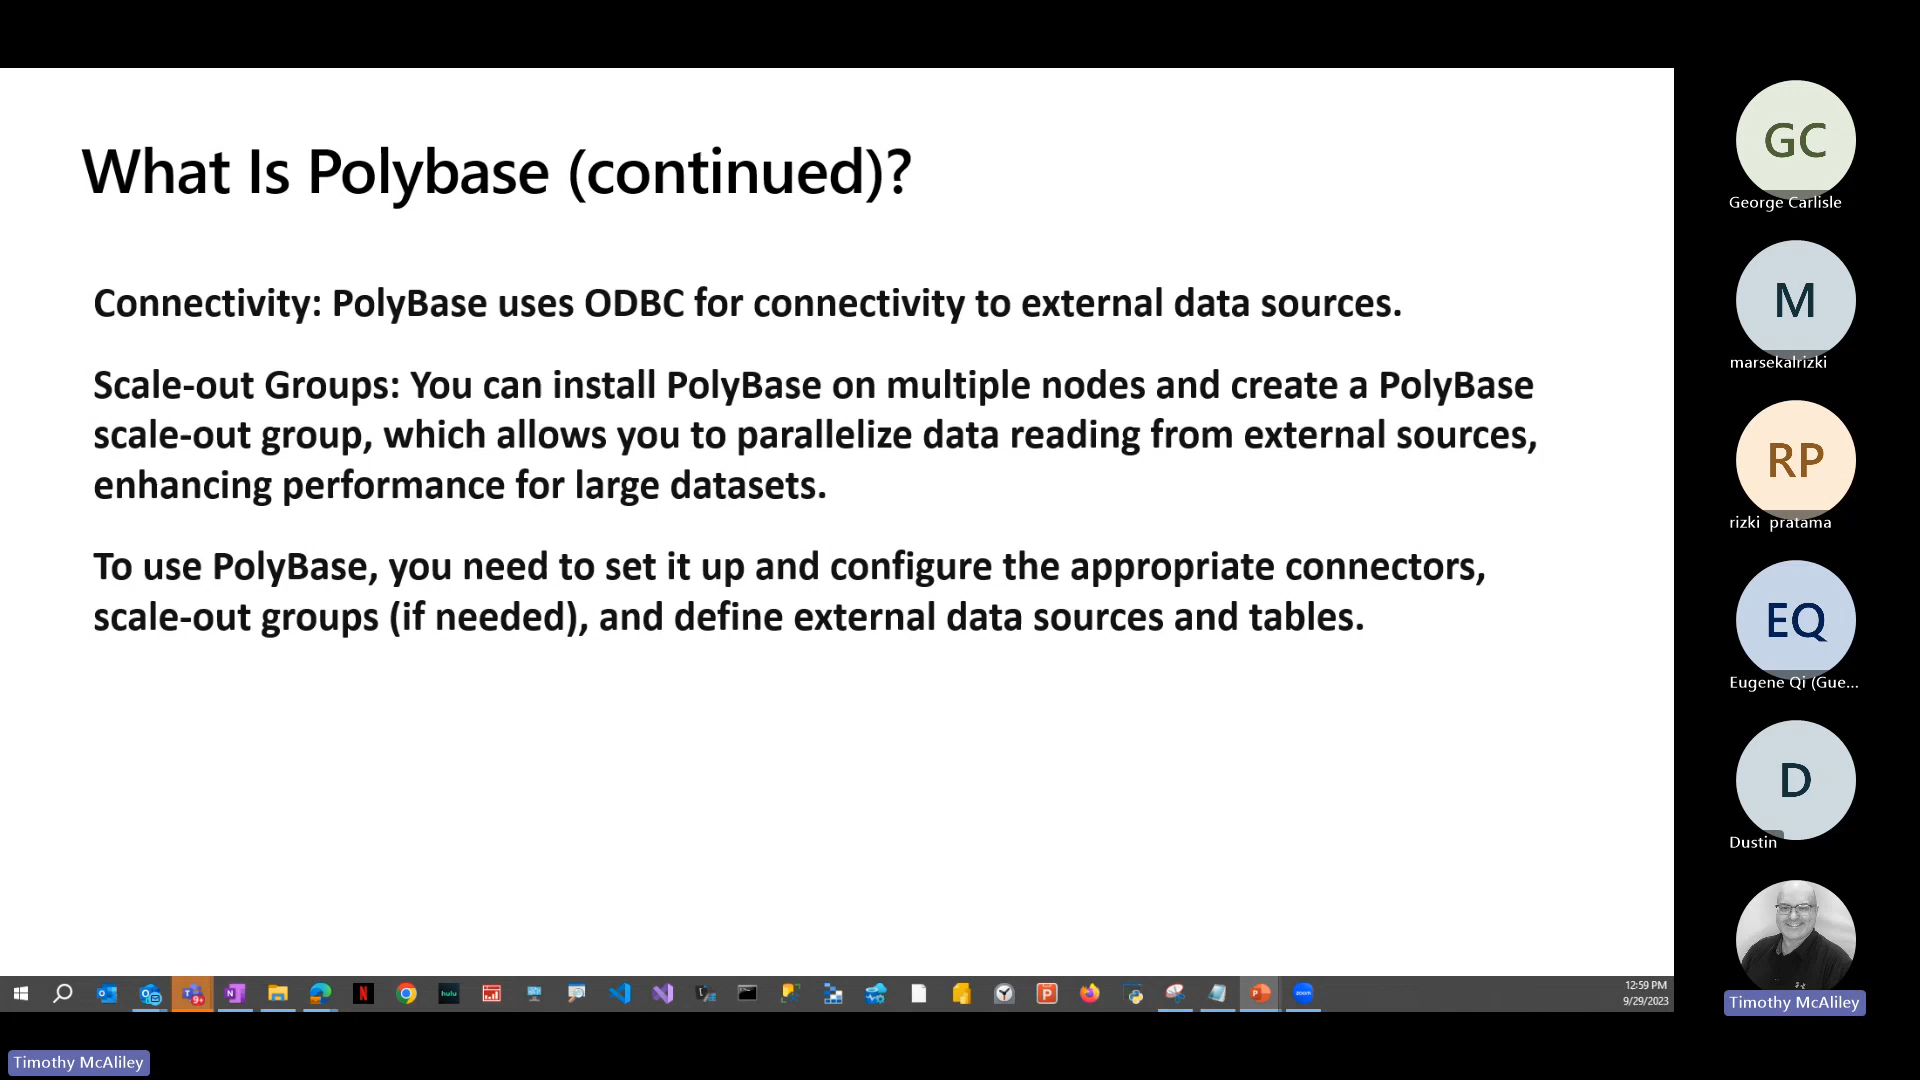 What Is Polybase (continued)?
Connectivity: PolyBase uses ODBC for connectivity to external data sources.
Scale-out Groups: You can install PolyBase on multiple nodes and create a PolyBase
scale-out group, which allows you to parallelize data reading from external sources,
enhancing performance for large datasets.
To use PolyBase, you need to set it up and configure the appropriate connectors,
scale-out groups (if needed), and define external data sources and tables.
GC
George Carlisle
M
marsekalrizki
RP
rizki pratama
EQ
Eugene Qi (Gue...
D
Dustin
Timothy McAliley
hulu
zoom
12:59 PM
9/29/2023
Timothy McAliley